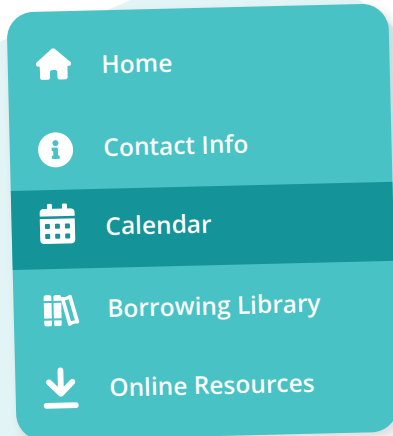 Home
Contact Info
Calendar
Borrowing Library
Online Resources